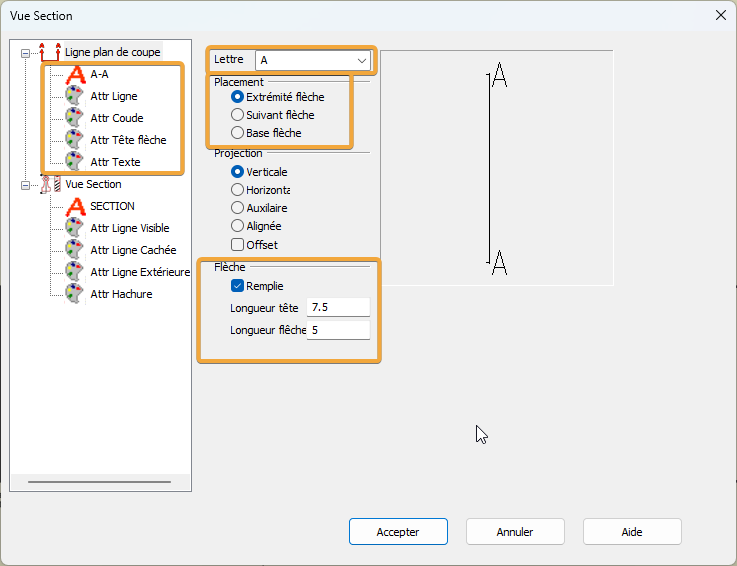 Vue Section
Ligne plan de coupe
A-A
Attr Ligne
Attr Coude
Attr Tête flèche
Attr Texte
Vue Section
SECTION
Attr Ligne Visible
Attr Ligne Cachée
Attr Ligne Extérieure
Attr Hachure
Lettre
A
Placement
Extrémité flèche
Suivant flèche
Base flèche
Projection
Verticale
Horizonta
Auxilaire
Alignée
Offset
Flèche
Remplie
Longueur tête 7.5
Longueur flêche 5
A
A
Accepter Annuler Aide